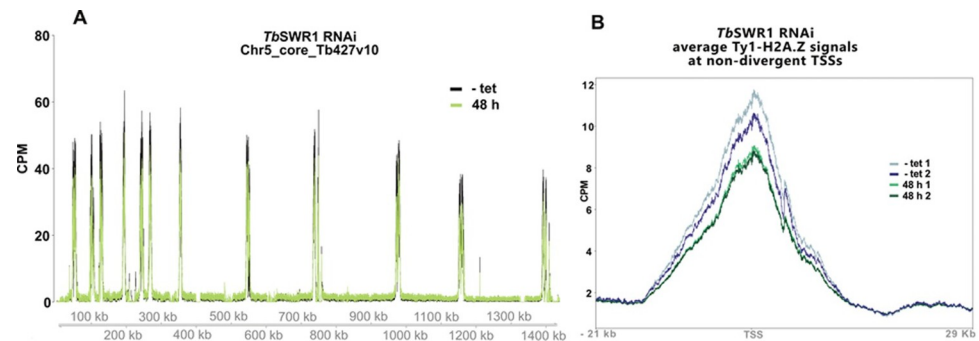 A
TbSWR1 RNAi
Chr5_core_Tb427v10
- tet
48 h
CPM
80
60
40
20
0
100 kb 300 kb 500 kb 700 kb 900 kb 1100 kb 1300 kb
200 kb 400 kb 600 kb 800 kb 1000 kb 1200 kb 1400 kb
B
TbSWR1 RNAi
average Ty1-H2A.Z signals
at non-divergent TSSs
- tet 1
- tet 2
48 h 1
48 h 2
CPM
12
10
8
6
4
2
- 21 kb TSS 29 Kb